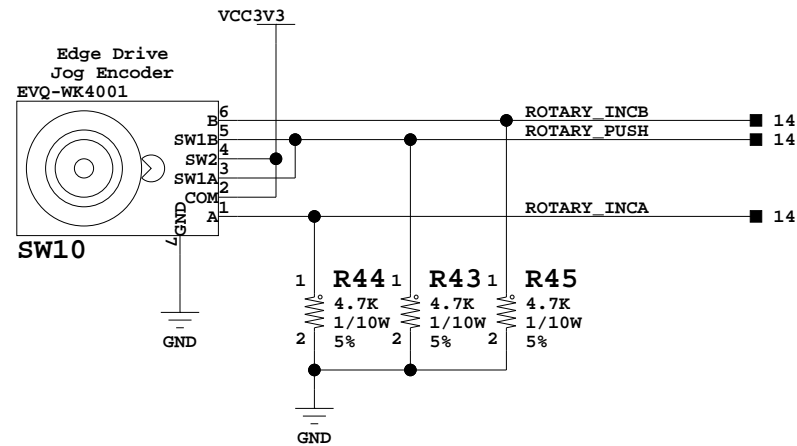 VCC3V3
Edge Drive
Jog Encoder
EVQ-WK4001
B 6 ROTARY_INCB 14
SW1B 5 ROTARY_PUSH 14
SW2 4
SW1A 3
COM 2
A 1 ROTARY_INCA 14
GND 7
SW10
GND
1 R44 1 R43 1 R45
4.7K 4.7K 4.7K
1/10W 1/10W 1/10W
2 5% 2 5% 2 5%
GND